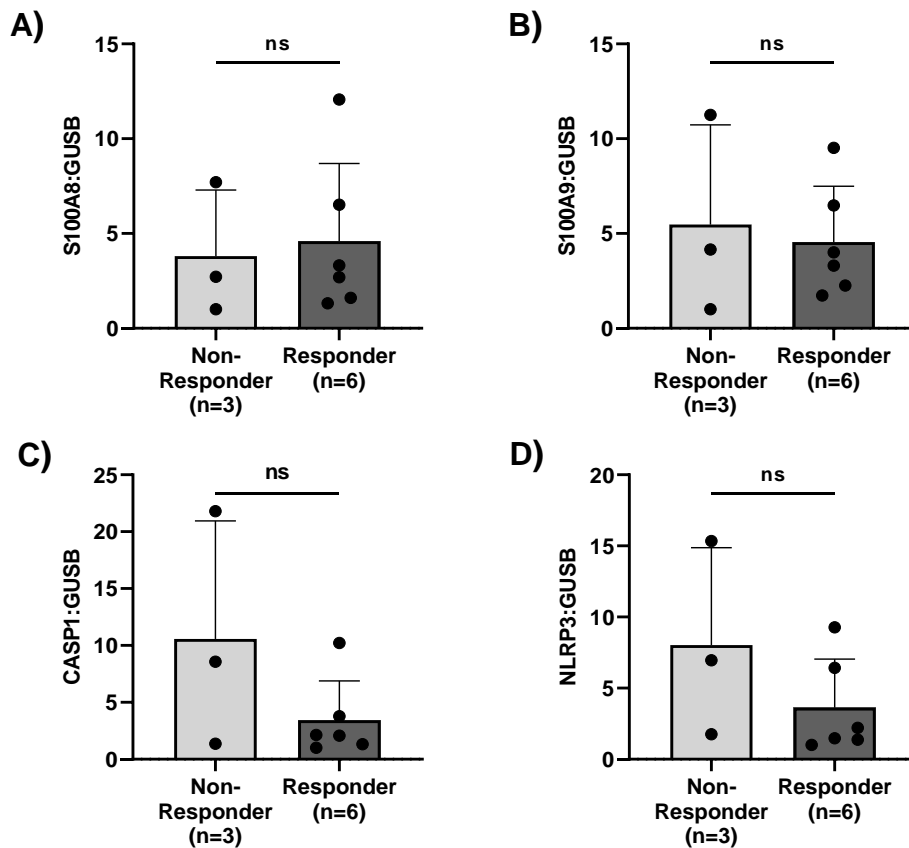 A)
ns
S100A8:GUSB
15
10
5
0
Non-
Responder
(n=3)
Responder
(n=6)
B)
ns
S100A9:GUSB
15
10
5
0
Non-
Responder
(n=3)
Responder
(n=6)
C)
ns
CASP1:GUSB
25
20
15
10
5
0
Non-
Responder
(n=3)
Responder
(n=6)
D)
ns
NLRP3:GUSB
20
15
10
5
0
Non-
Responder
(n=3)
Responder
(n=6)